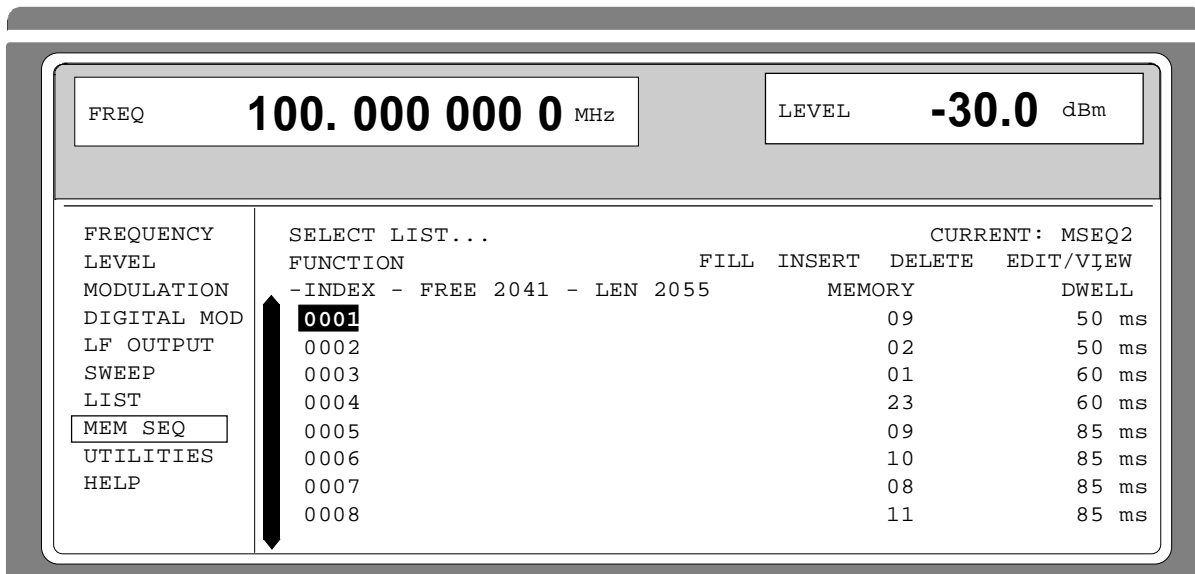 FREQ 100. 000 000 0 MHz LEVEL -30.0 dBm
FREQUENCY SELECT LIST... CURRENT: MSEQ2
LEVEL FUNCTION FILL INSERT DELETE EDIT/VIEW
MODULATION -INDEX - FREE 2041 - LEN 2055 MEMORY DWELL
DIGITAL MOD 0001 09 50 ms
LF OUTPUT 0002 02 50 ms
SWEEP 0003 01 60 ms
LIST 0004 23 60 ms
MEM SEQ 0005 09 85 ms
UTILITIES 0006 10 85 ms
HELP 0007 08 85 ms
0008 11 85 ms